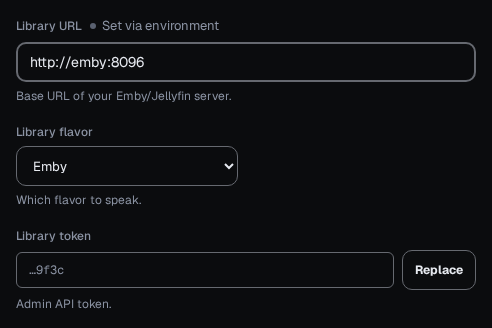 Library URL ● Set via environment
http://emby:8096
Base URL of your Emby/Jellyfin server.
Library flavor
Emby
Which flavor to speak.
Library token
…9f3c
Replace
Admin API token.